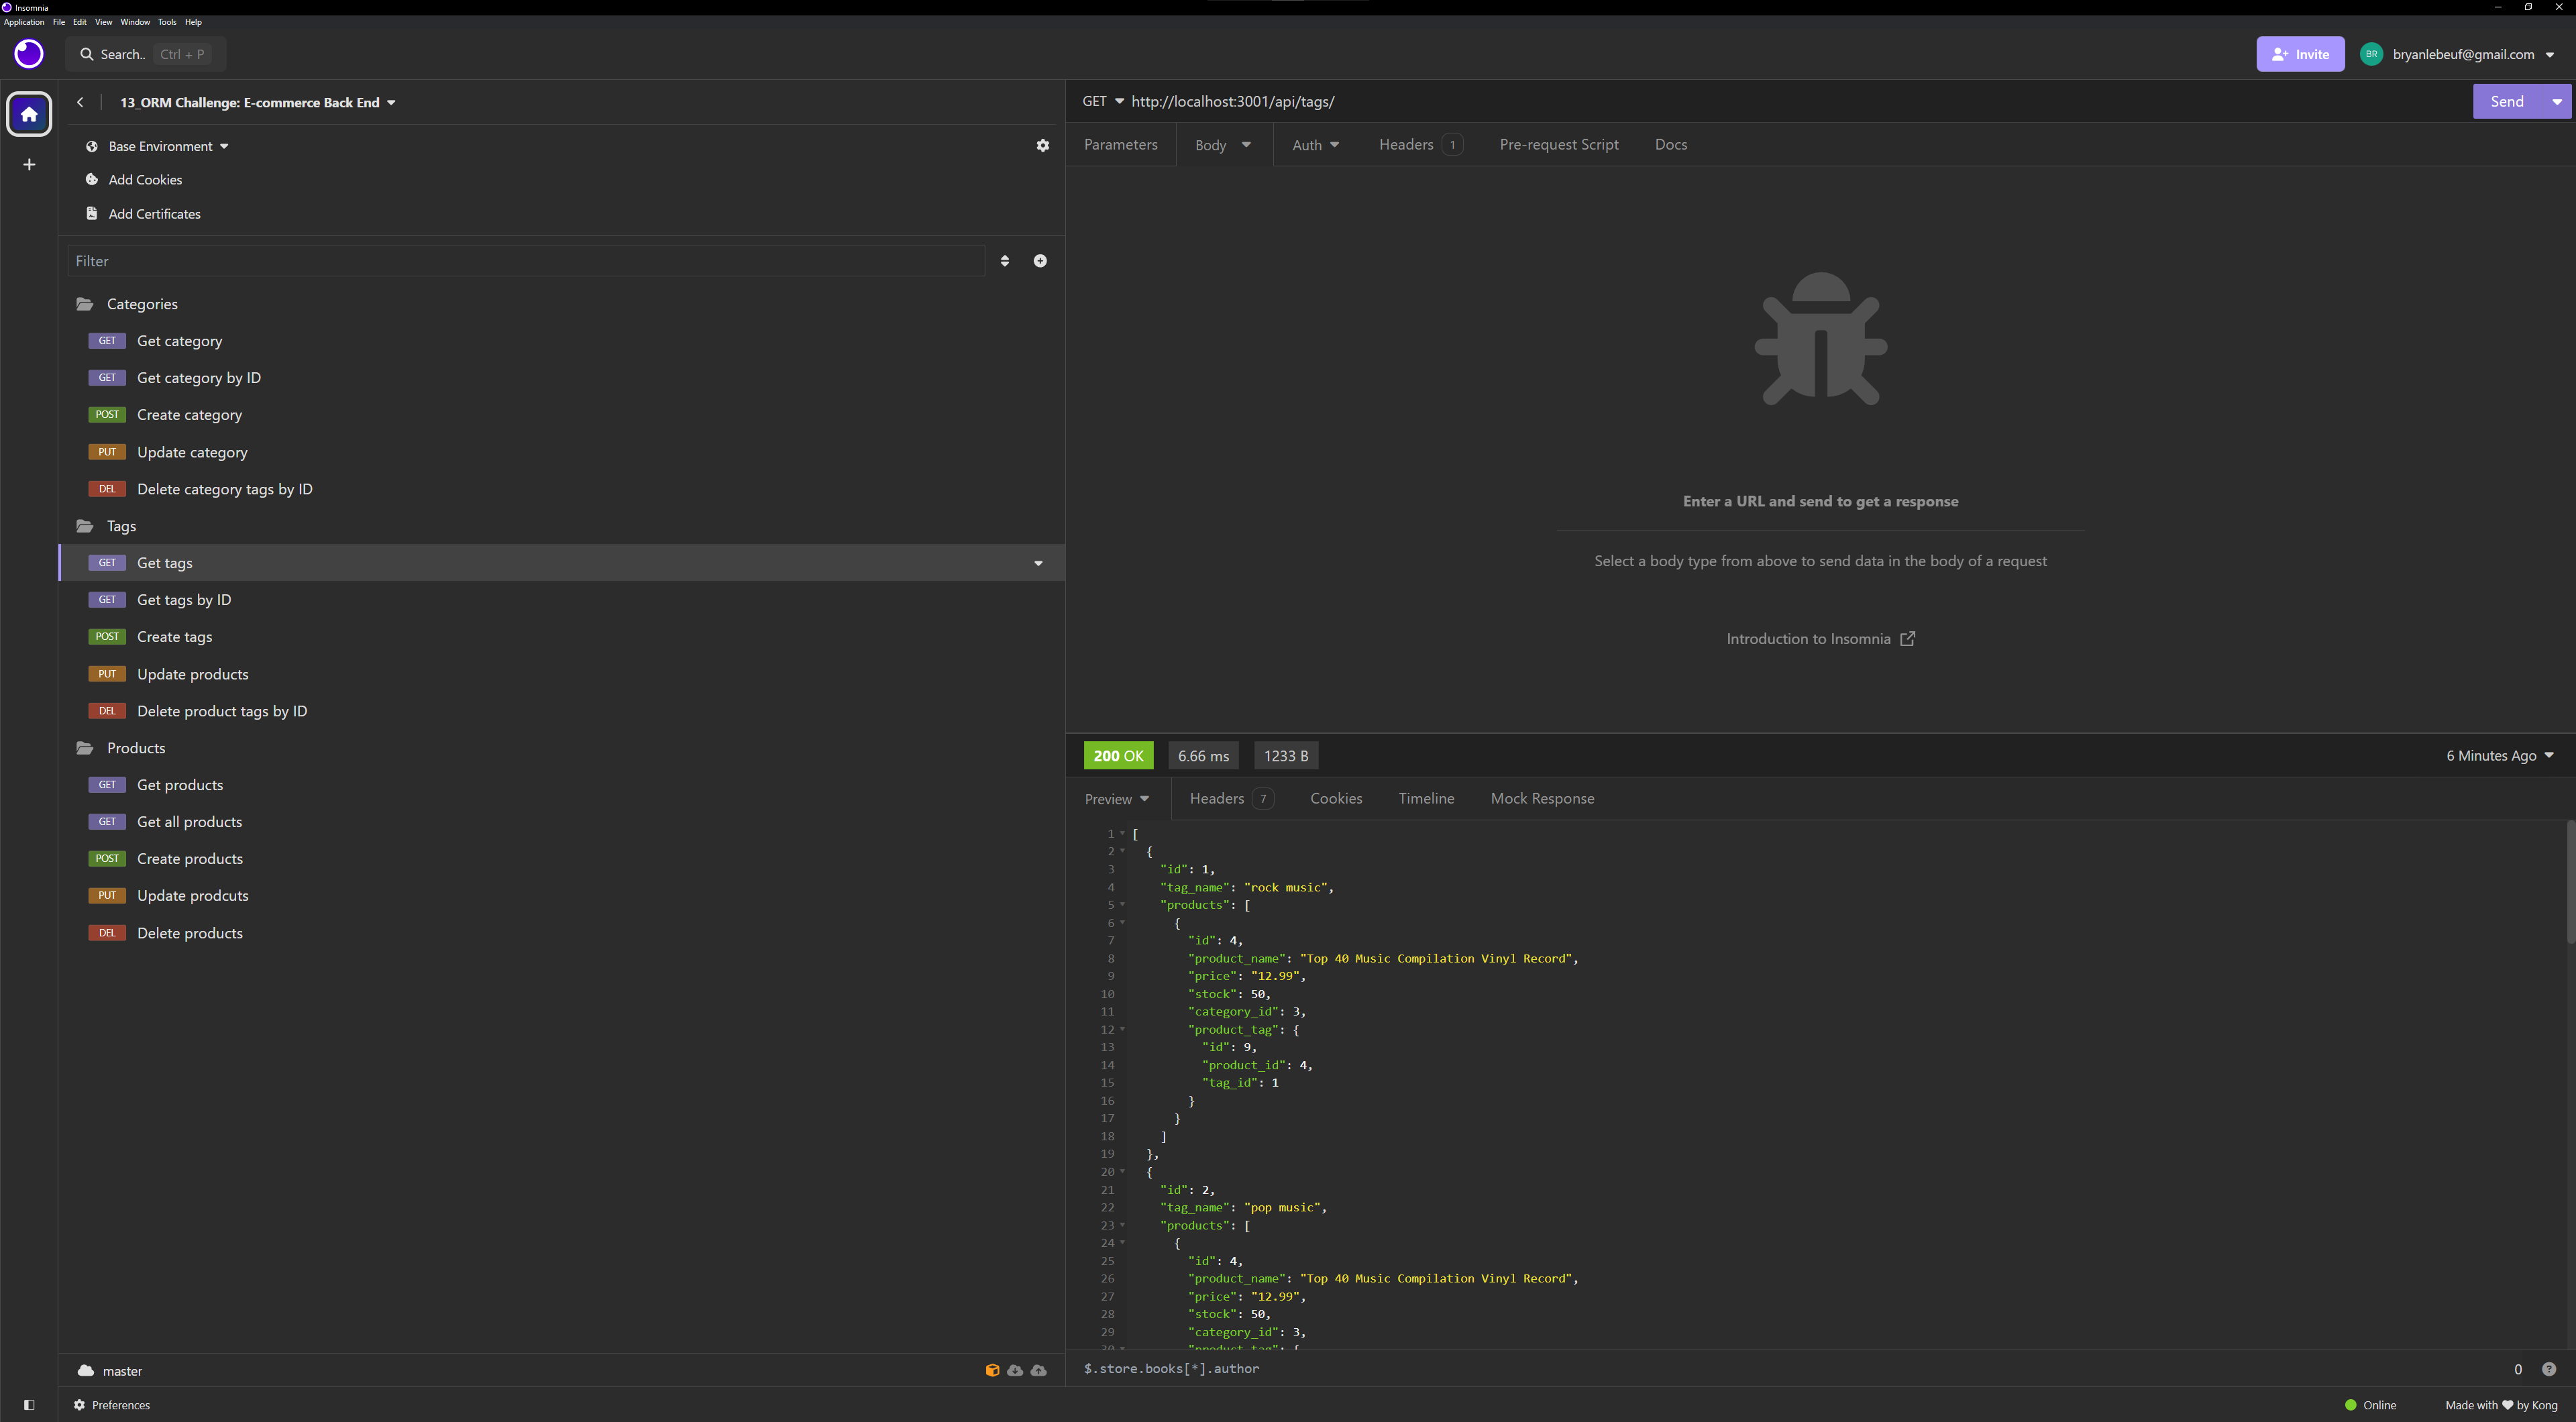 Insomnia
Application File Edit View Window Tools Help
Search.. Ctrl + P
Invite
BR bryanlebeuf@gmail.com
13_ORM Challenge: E-commerce Back End
Base Environment
Add Cookies
Add Certificates
Filter
Categories
GET Get category
GET Get category by ID
POST Create category
PUT Update category
DEL Delete category tags by ID
Tags
GET Get tags
GET Get tags by ID
POST Create tags
PUT Update products
DEL Delete product tags by ID
Products
GET Get products
GET Get all products
POST Create products
PUT Update prodcuts
DEL Delete products
master
Preferences
GET http://localhost:3001/api/tags/
Send
Parameters Body Auth Headers 1 Pre-request Script Docs
Enter a URL and send to get a response
Select a body type from above to send data in the body of a request
Introduction to Insomnia
200 OK 6.66 ms 1233 B 6 Minutes Ago
Preview Headers 7 Cookies Timeline Mock Response
1 [
2 {
3 "id": 1,
4 "tag_name": "rock music",
5 "products": [
6 {
7 "id": 4,
8 "product_name": "Top 40 Music Compilation Vinyl Record",
9 "price": "12.99",
10 "stock": 50,
11 "category_id": 3,
12 "product_tag": {
13 "id": 9,
14 "product_id": 4,
15 "tag_id": 1
16 }
17 }
18 ]
19 },
20 {
21 "id": 2,
22 "tag_name": "pop music",
23 "products": [
24 {
25 "id": 4,
26 "product_name": "Top 40 Music Compilation Vinyl Record",
27 "price": "12.99",
28 "stock": 50,
29 "category_id": 3,
30 "product_tag": {
$.store.books[*].author 0
Online Made with ♥ by Kong